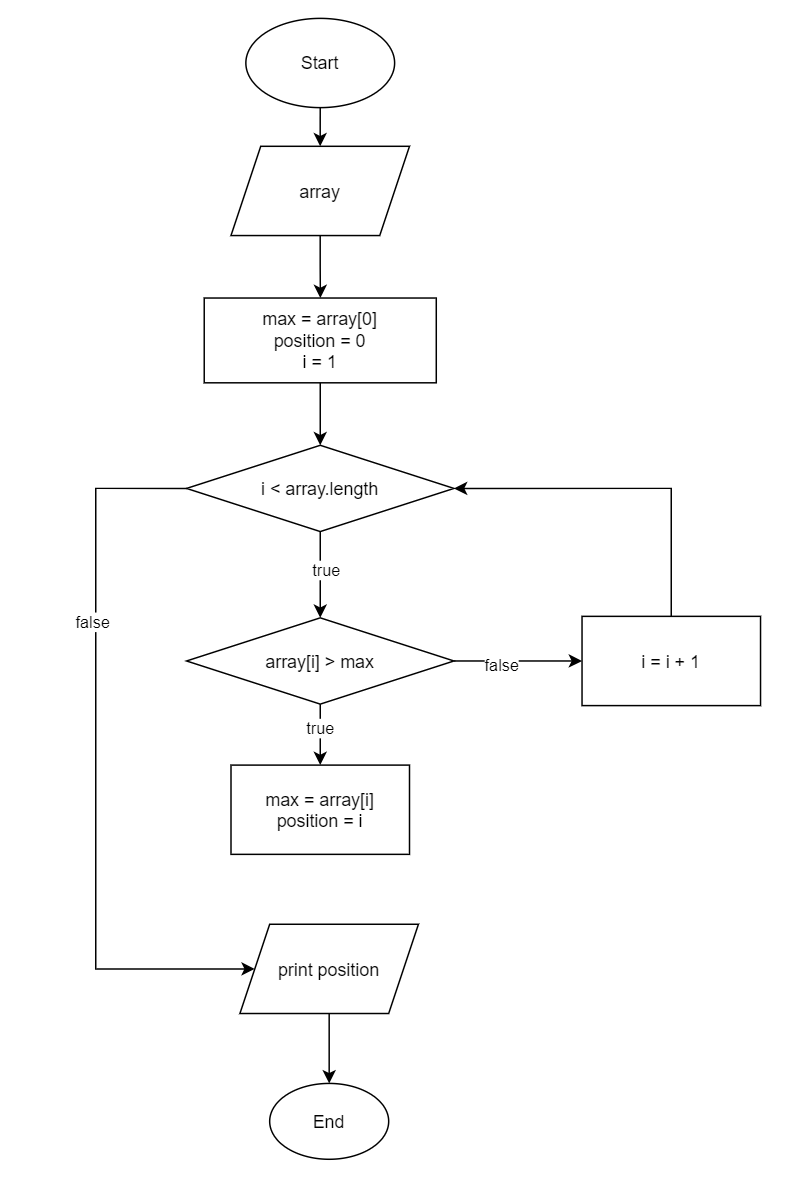 Start
array
max = array[0]
position = 0
i = 1
i < array.length
true
false
array[i] > max
false
i = i + 1
true
max = array[i]
position = i
print position
End